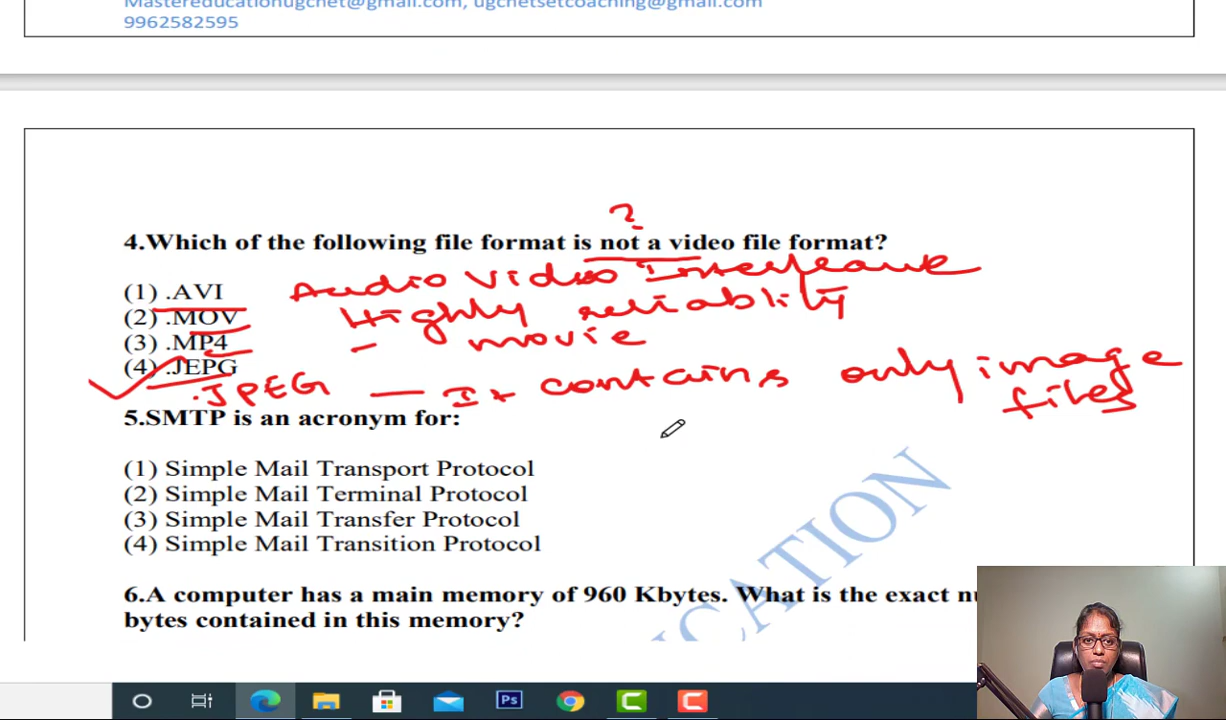 Mastereducationugcnet@gmail.com, ugcnetsetcoaching@gmail.com
9962582595
?
4.Which of the following file format is not a video file format?
Audio Video Interleave
(1) .AVI
Highly reliability
(2) .MOV
(3) .MP4 - movie
(4) .JEPG
.JPEG — It contains only image
files
5.SMTP is an acronym for:
(1) Simple Mail Transport Protocol
(2) Simple Mail Terminal Protocol
(3) Simple Mail Transfer Protocol
(4) Simple Mail Transition Protocol
6.A computer has a main memory of 960 Kbytes. What is the exact nu
bytes contained in this memory?
CATION
Ps